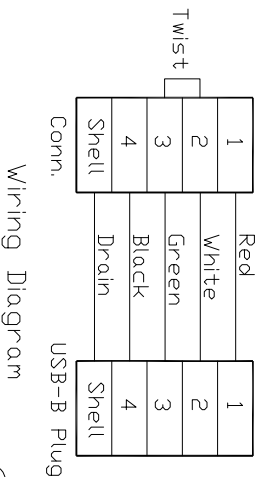 1 Red 1
2 White 2
Twist
3 Green 3
4 Black 4
Shell Drain Shell
Conn. USB-B Plug
Wiring Diagram